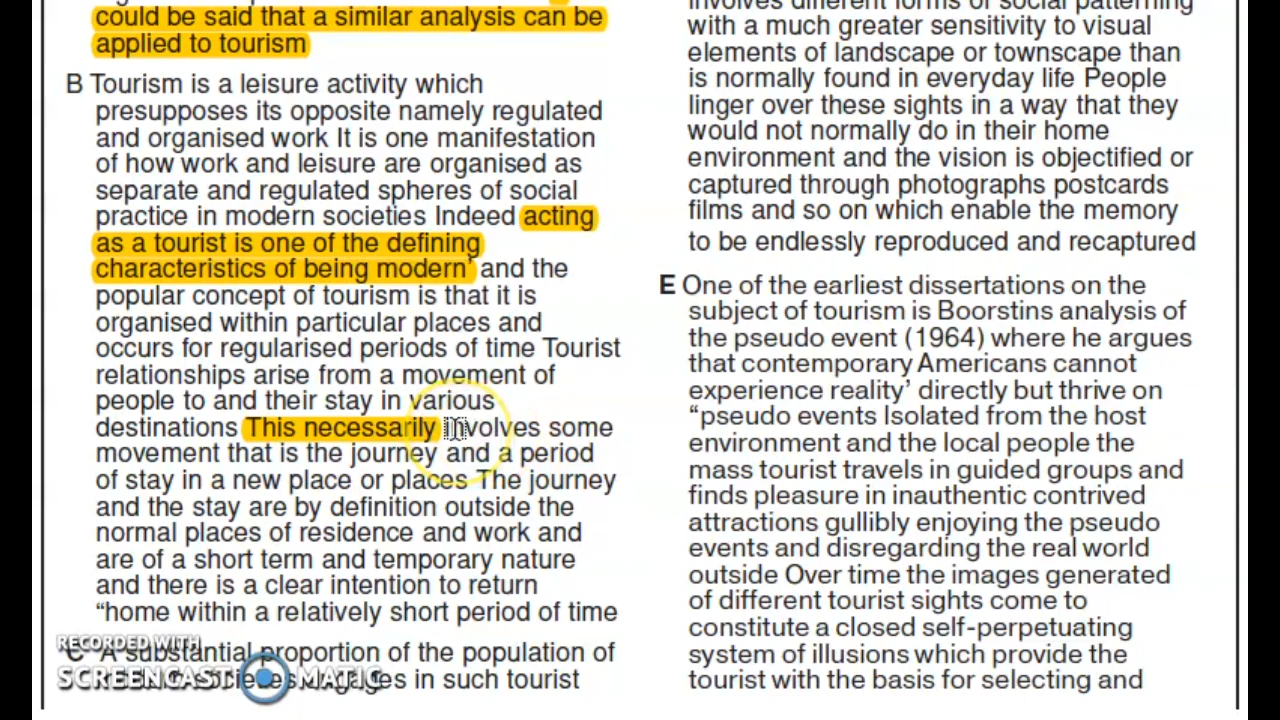 could be said that a similar analysis can be
applied to tourism
B Tourism is a leisure activity which
presupposes its opposite namely regulated
and organised work It is one manifestation
of how work and leisure are organised as
separate and regulated spheres of social
practice in modern societies Indeed acting
as a tourist is one of the defining
characteristics of being modern' and the
popular concept of tourism is that it is
organised within particular places and
occurs for regularised periods of time Tourist
relationships arise from a movement of
people to and their stay in various
destinations This necessarily involves some
movement that is the journey and a period
of stay in a new place or places The journey
and the stay are by definition outside the
normal places of residence and work and
are of a short term and temporary nature
and there is a clear intention to return
“home within a relatively short period of time
C A substantial proportion of the population of
engages in such tourist
involves different forms of social patterning
with a much greater sensitivity to visual
elements of landscape or townscape than
is normally found in everyday life People
linger over these sights in a way that they
would not normally do in their home
environment and the vision is objectified or
captured through photographs postcards
films and so on which enable the memory
to be endlessly reproduced and recaptured
E One of the earliest dissertations on the
subject of tourism is Boorstins analysis of
the pseudo event (1964) where he argues
that contemporary Americans cannot
experience reality’ directly but thrive on
“pseudo events Isolated from the host
environment and the local people the
mass tourist travels in guided groups and
finds pleasure in inauthentic contrived
attractions gullibly enjoying the pseudo
events and disregarding the real world
outside Over time the images generated
of different tourist sights come to
constitute a closed self-perpetuating
system of illusions which provide the
tourist with the basis for selecting and
RECORDED WITH
SCREENCAST-O-MATIC